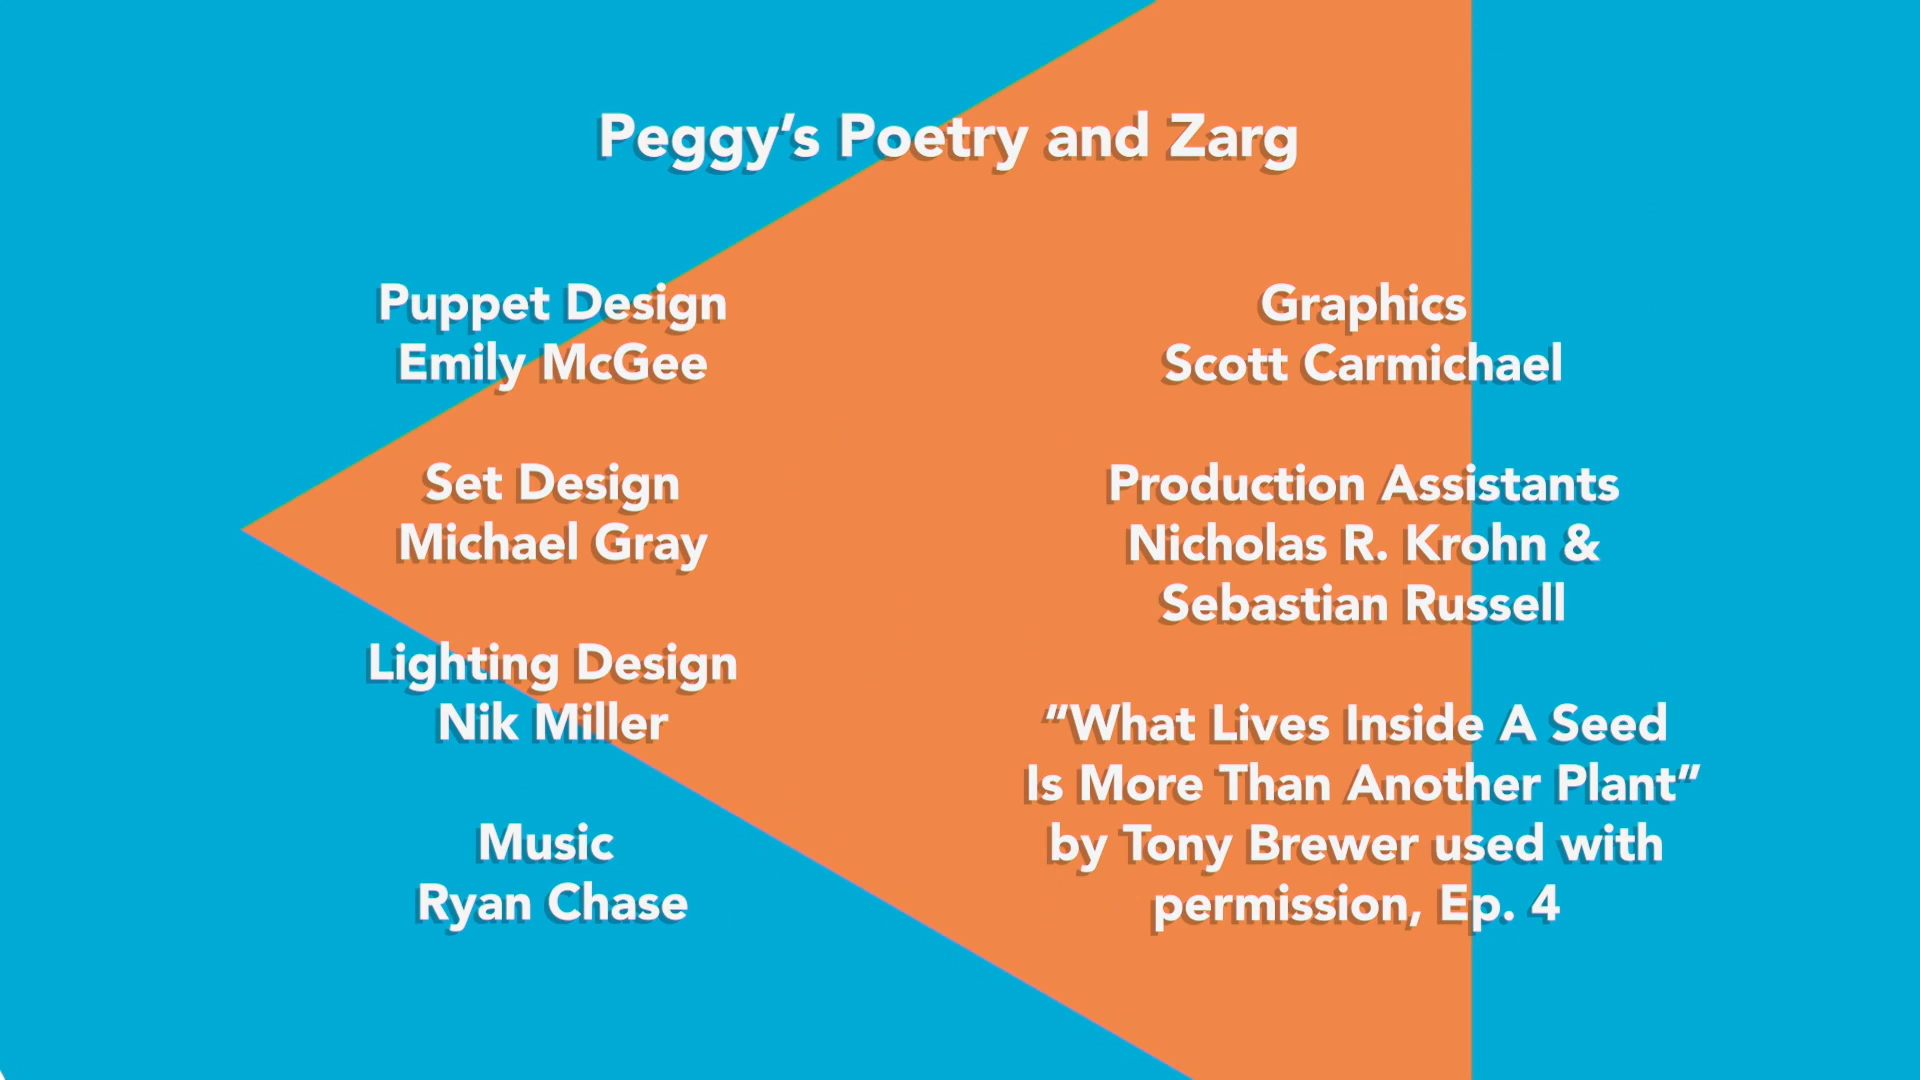 Peggy’s Poetry and Zarg
Puppet Design
Emily McGee
Set Design
Michael Gray
Lighting Design
Nik Miller
Music
Ryan Chase
Graphics
Scott Carmichael
Production Assistants
Nicholas R. Krohn &
Sebastian Russell
“What Lives Inside A Seed
Is More Than Another Plant”
by Tony Brewer used with
permission, Ep. 4